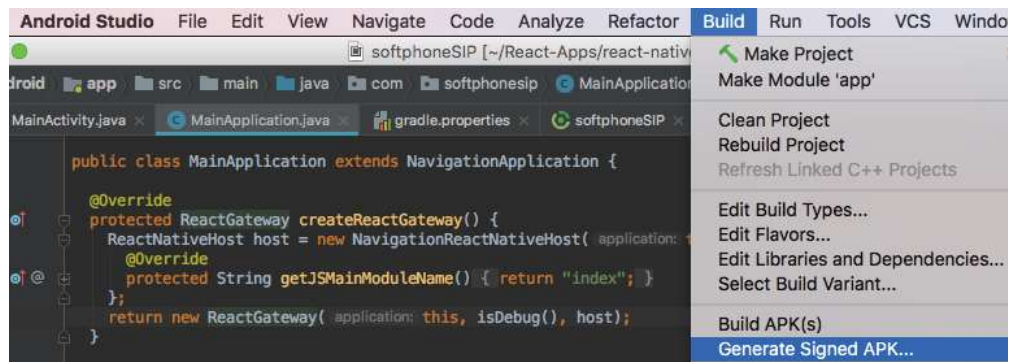 Android Studio File Edit View Navigate Code Analyze Refactor Build Run Tools VCS Windo
softphoneSIP [~/React-Apps/react-nativ
droid app src main java com softphonesip MainApplication
MainActivity.java MainApplication.java gradle.properties softphoneSIP
public class MainApplication extends NavigationApplication {
@Override
protected ReactGateway createReactGateway() {
ReactNativeHost host = new NavigationReactNativeHost( application: t
@Override
protected String getJSMainModuleName() { return "index"; }
};
return new ReactGateway( application: this, isDebug(), host);
}
Make Project
Make Module 'app'
Clean Project
Rebuild Project
Refresh Linked C++ Projects
Edit Build Types...
Edit Flavors...
Edit Libraries and Dependencies...
Select Build Variant...
Build APK(s)
Generate Signed APK...